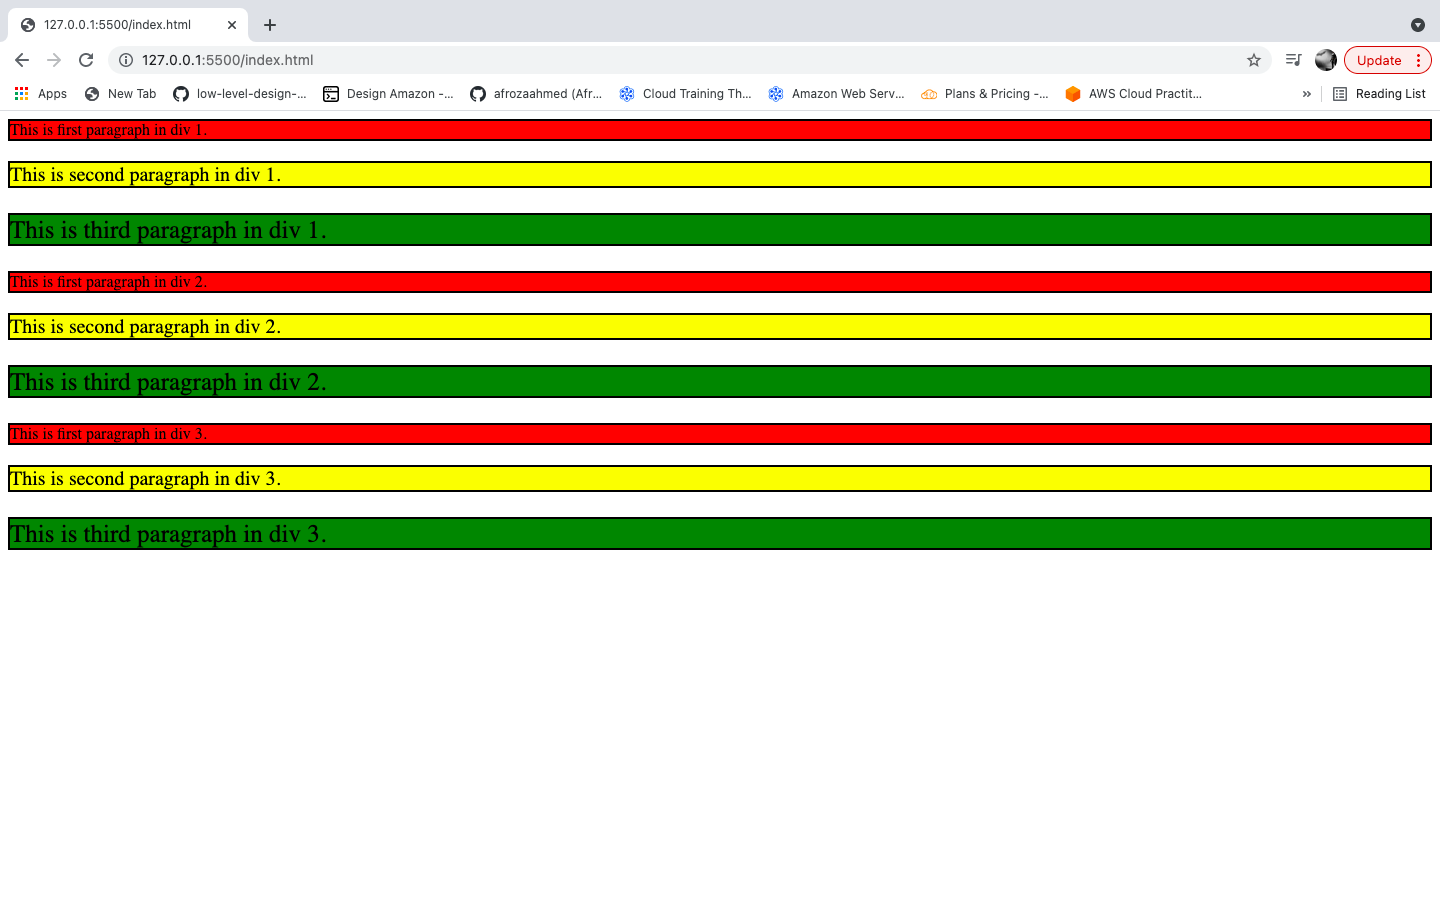 127.0.0.1:5500/index.html
127.0.0.1:5500/index.html
Update
Apps
New Tab
low-level-design-...
Design Amazon -...
afrozaahmed (Afr...
Cloud Training Th...
Amazon Web Serv...
Plans & Pricing -...
AWS Cloud Practit...
»
Reading List
This is first paragraph in div 1.
This is second paragraph in div 1.
This is third paragraph in div 1.
This is first paragraph in div 2.
This is second paragraph in div 2.
This is third paragraph in div 2.
This is first paragraph in div 3.
This is second paragraph in div 3.
This is third paragraph in div 3.